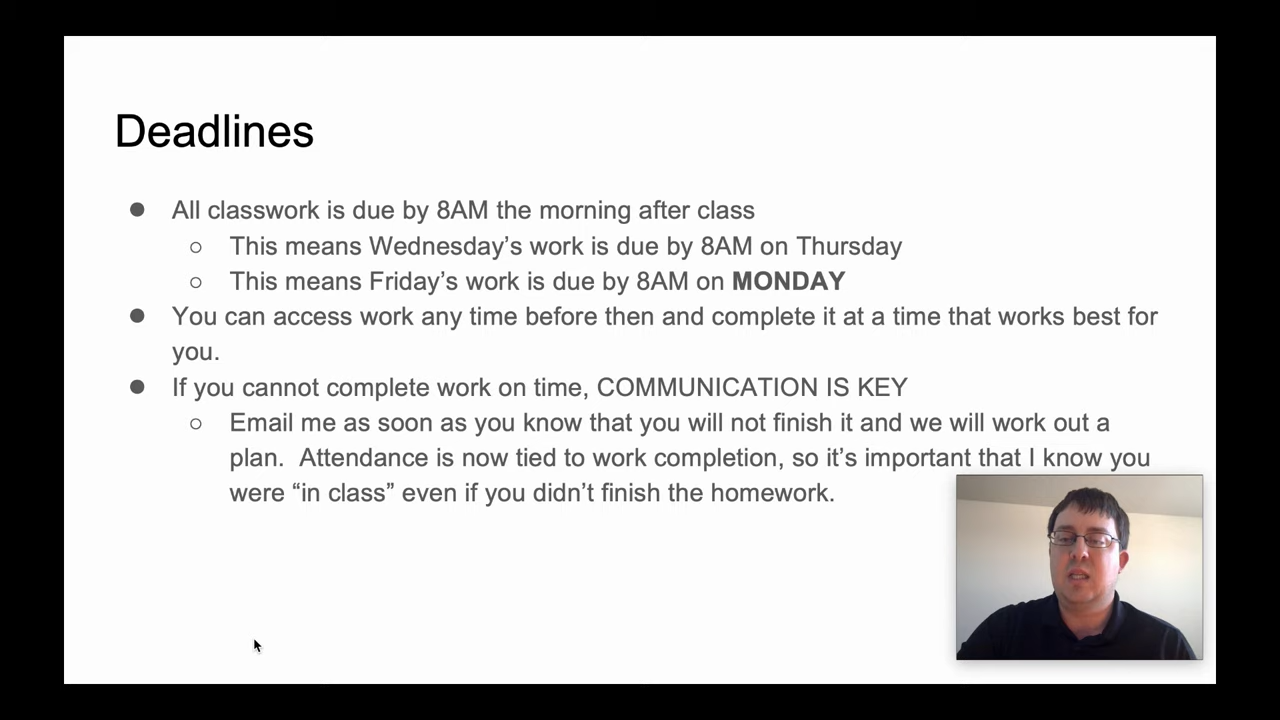 Deadlines
● All classwork is due by 8AM the morning after class
○ This means Wednesday’s work is due by 8AM on Thursday
○ This means Friday’s work is due by 8AM on MONDAY
● You can access work any time before then and complete it at a time that works best for
you.
● If you cannot complete work on time, COMMUNICATION IS KEY
○ Email me as soon as you know that you will not finish it and we will work out a
plan.  Attendance is now tied to work completion, so it’s important that I know you
were “in class” even if you didn’t finish the homework.